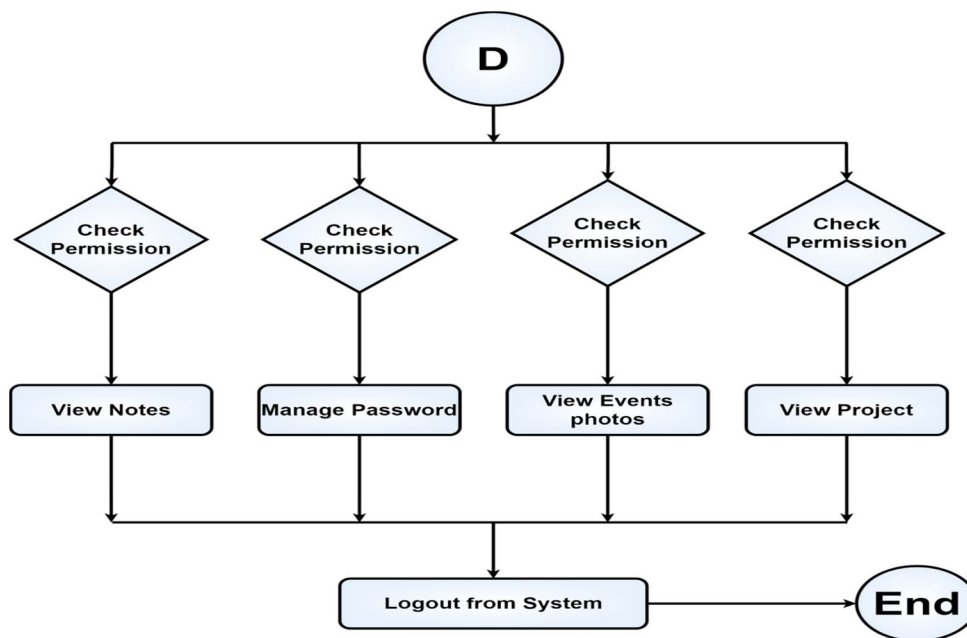 D
Check
Permission
Check
Permission
Check
Permission
Check
Permission
View Notes
Manage Password
View Events
photos
View Project
Logout from System
End